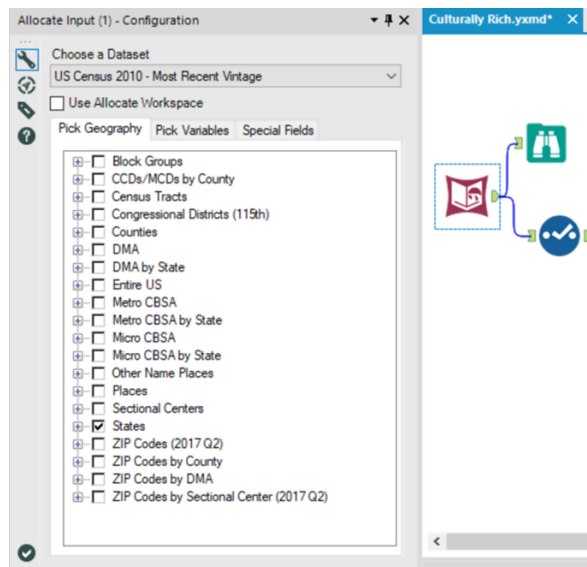 Allocate Input (1) - Configuration
Culturally Rich.yxmd*
Choose a Dataset
US Census 2010 - Most Recent Vintage
Use Allocate Workspace
Pick Geography Pick Variables Special Fields
Block Groups
CCDs/MCDs by County
Census Tracts
Congressional Districts (115th)
Counties
DMA
DMA by State
Entire US
Metro CBSA
Metro CBSA by State
Micro CBSA
Micro CBSA by State
Other Name Places
Places
Sectional Centers
States
ZIP Codes (2017 Q2)
ZIP Codes by County
ZIP Codes by DMA
ZIP Codes by Sectional Center (2017 Q2)